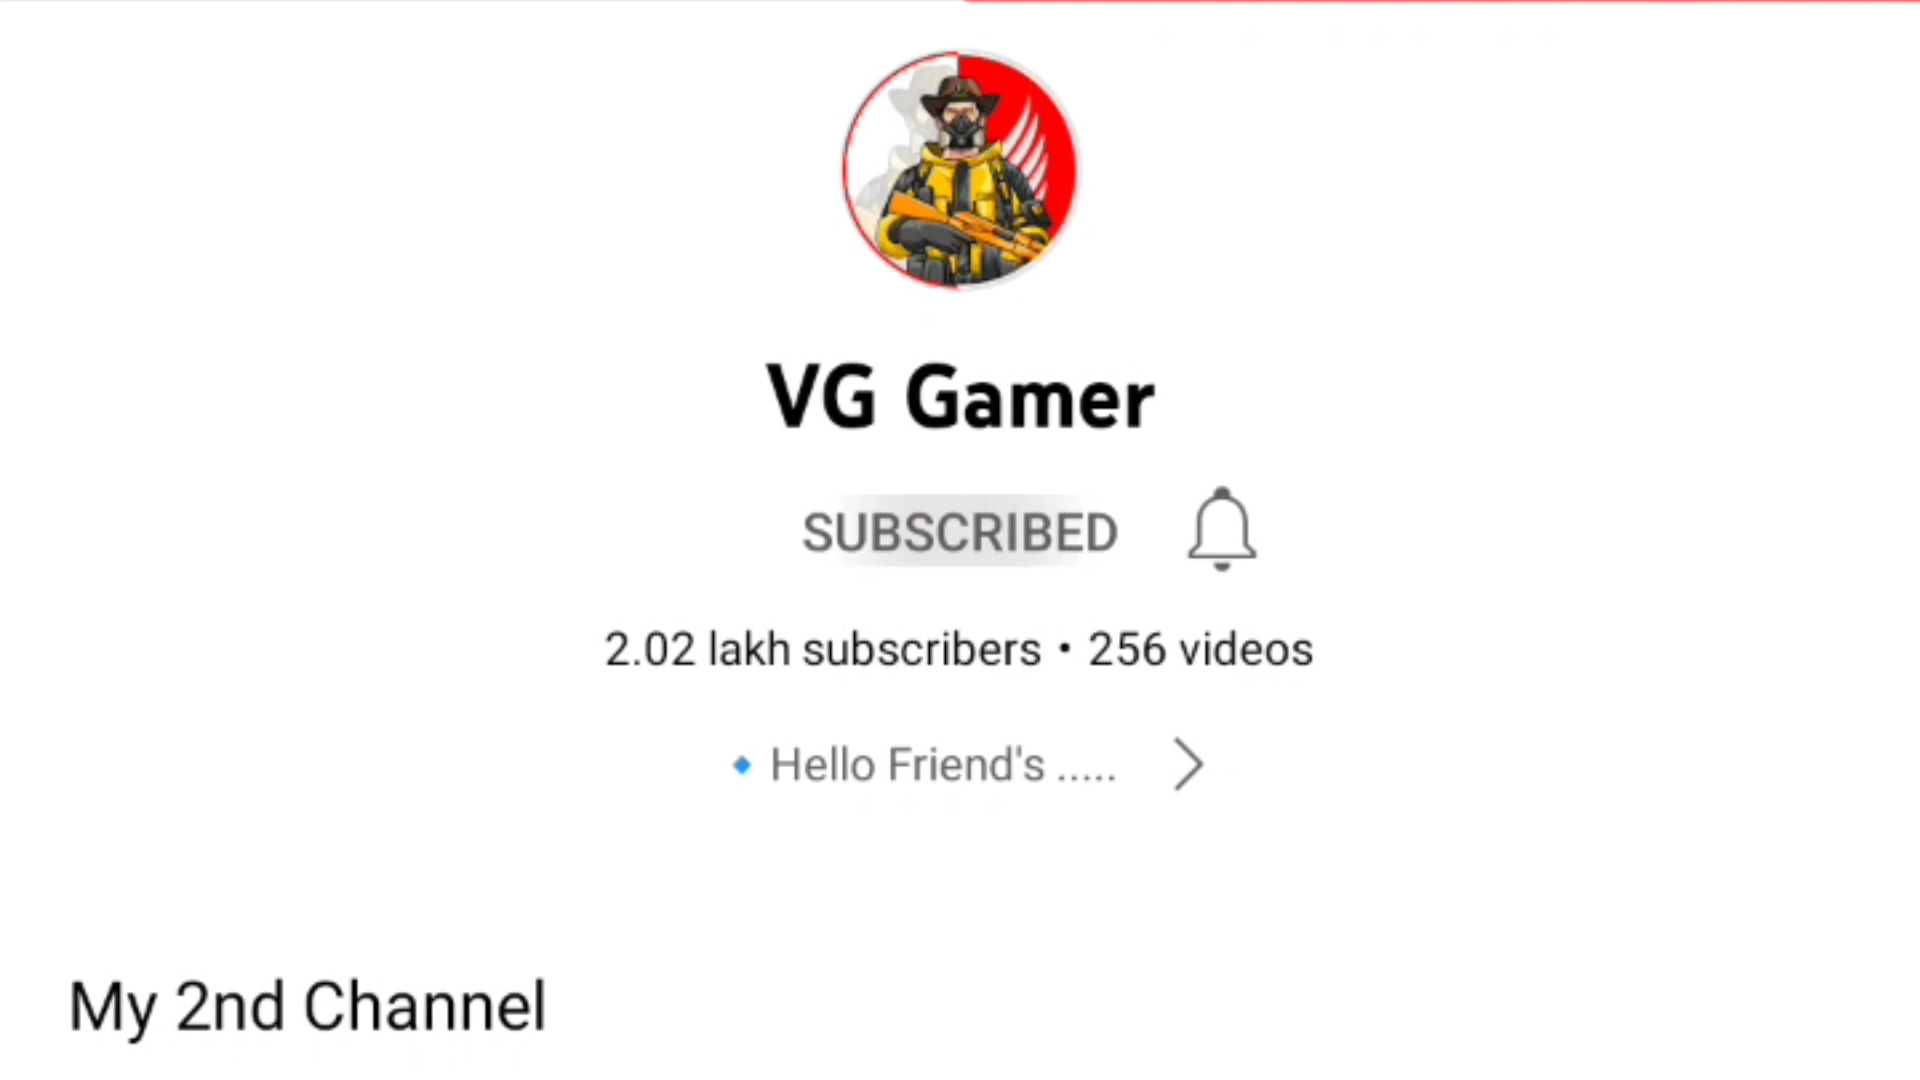 VG Gamer
SUBSCRIBED
2.02 lakh subscribers • 256 videos
Hello Friend's .....
My 2nd Channel